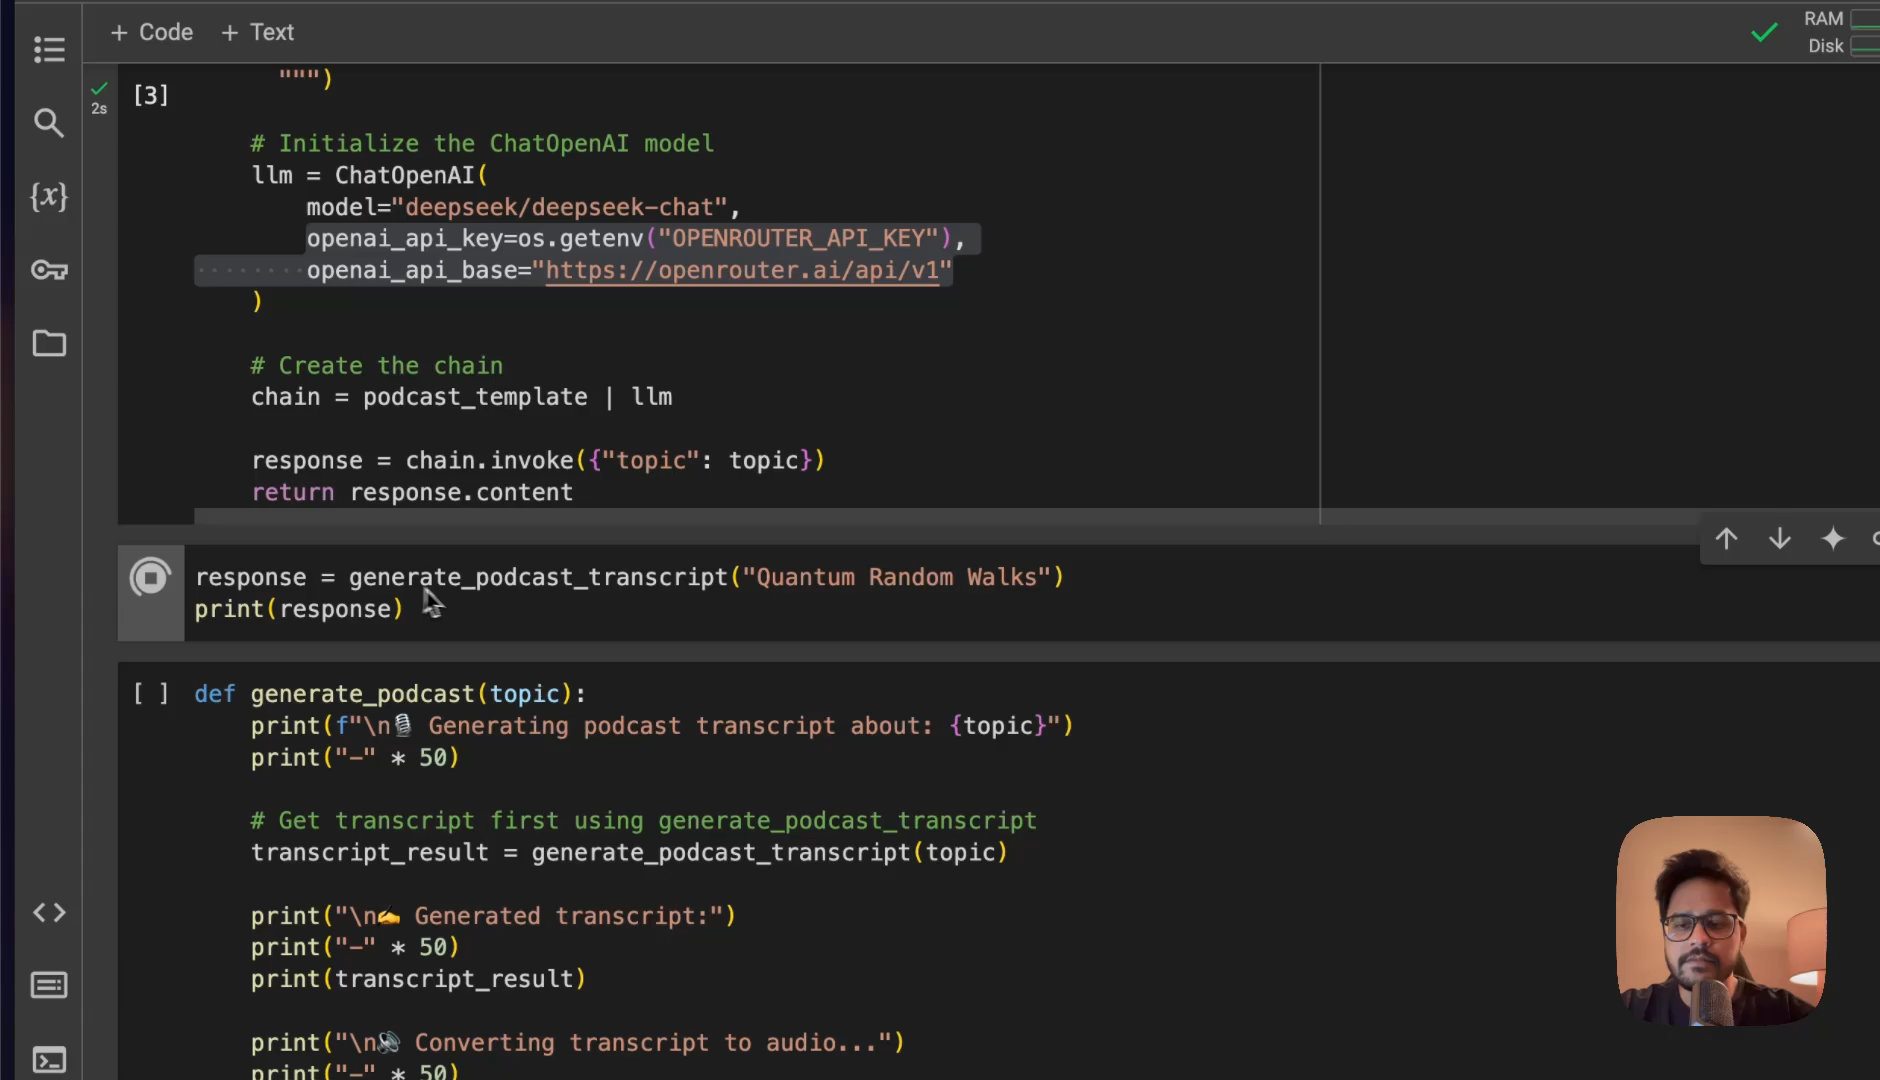 + Code + Text
RAM
Disk
""")
2s
[3]
# Initialize the ChatOpenAI model
llm = ChatOpenAI(
model="deepseek/deepseek-chat",
openai_api_key=os.getenv("OPENROUTER_API_KEY"),
openai_api_base="https://openrouter.ai/api/v1"
)
{x}
# Create the chain
chain = podcast_template | llm
response = chain.invoke({"topic": topic})
return response.content
response = generate_podcast_transcript("Quantum Random Walks")
print(response)
[ ] def generate_podcast(topic):
print(f"\n🎙 Generating podcast transcript about: {topic}")
print("-" * 50)
# Get transcript first using generate_podcast_transcript
transcript_result = generate_podcast_transcript(topic)
print("\n✍ Generated transcript:")
print("-" * 50)
print(transcript_result)
print("\n🔊 Converting transcript to audio...")
print("-" * 50)